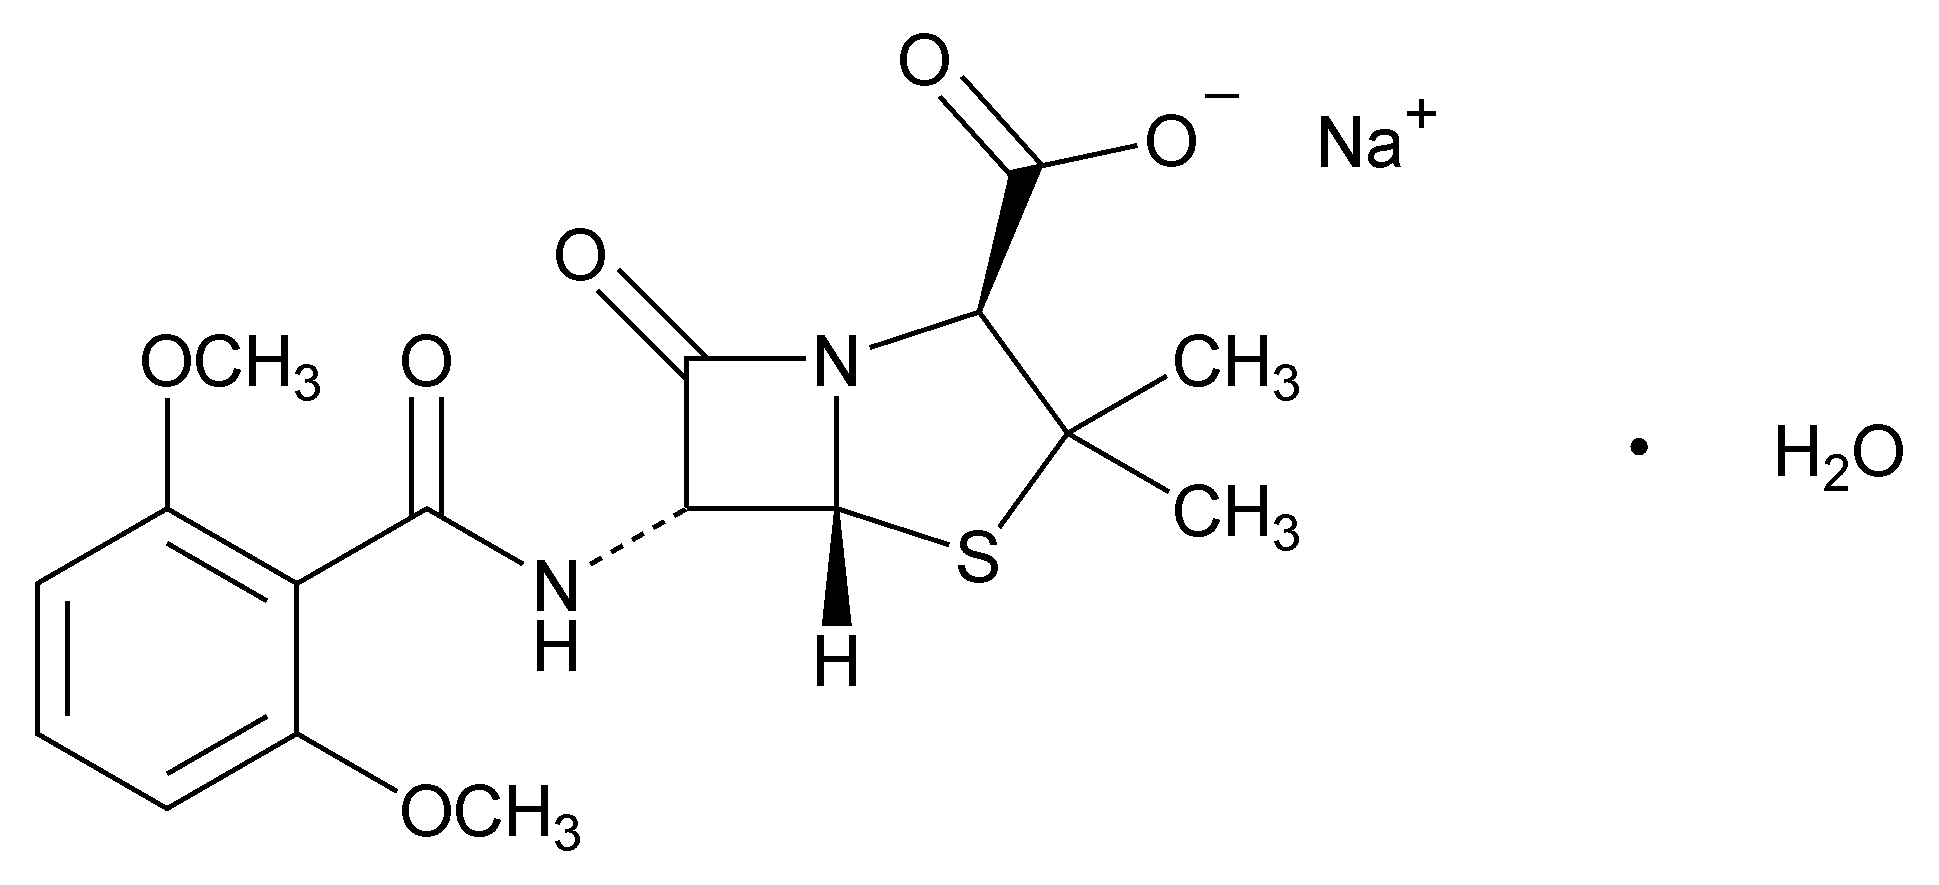 O
O⁻ Na⁺
O
OCH₃ O N CH₃
• H₂O
CH₃
S
N
H H
OCH₃